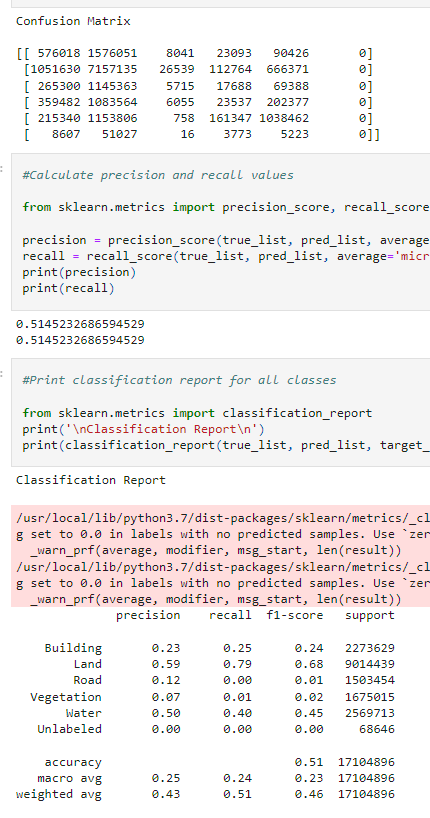 Confusion Matrix
[[ 576018 1576051 8041 23093 90426 0]
[1051630 7157135 26539 112764 666371 0]
[ 265300 1145363 5715 17688 69388 0]
[ 359482 1083564 6055 23537 202377 0]
[ 215340 1153806 758 161347 1038462 0]
[ 8607 51027 16 3773 5223 0]]
#Calculate precision and recall values
from sklearn.metrics import precision_score, recall_score
precision = precision_score(true_list, pred_list, average
recall = recall_score(true_list, pred_list, average='micr
print(precision)
print(recall)
0.5145232686594529
0.5145232686594529
#Print classification report for all classes
from sklearn.metrics import classification_report
print('\nClassification Report\n')
print(classification_report(true_list, pred_list, target_
Classification Report
/usr/local/lib/python3.7/dist-packages/sklearn/metrics/_cl
g set to 0.0 in labels with no predicted samples. Use `zer
_warn_prf(average, modifier, msg_start, len(result))
/usr/local/lib/python3.7/dist-packages/sklearn/metrics/_cl
g set to 0.0 in labels with no predicted samples. Use `zer
_warn_prf(average, modifier, msg_start, len(result))
precision recall f1-score support
Building 0.23 0.25 0.24 2273629
Land 0.59 0.79 0.68 9014439
Road 0.12 0.00 0.01 1503454
Vegetation 0.07 0.01 0.02 1675015
Water 0.50 0.40 0.45 2569713
Unlabeled 0.00 0.00 0.00 68646
accuracy 0.51 17104896
macro avg 0.25 0.24 0.23 17104896
weighted avg 0.43 0.51 0.46 17104896